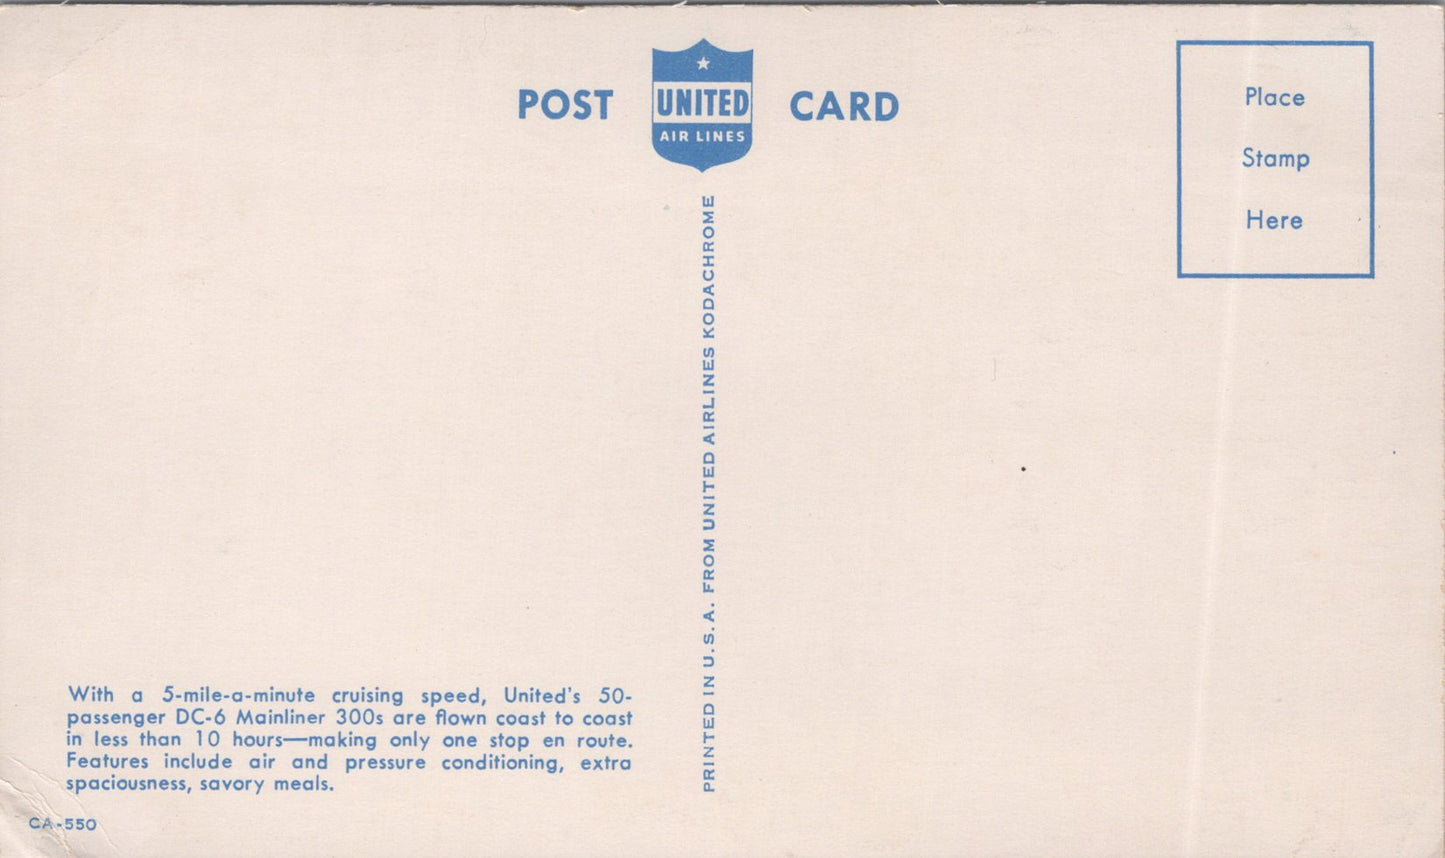 POST UNITED CARD
AIR LINES
Place
Stamp
Here
PRINTED IN U.S.A. FROM UNITED AIRLINES KODACHROME
With a 5-mile-a-minute cruising speed, United's 50-
passenger DC-6 Mainliner 300s are flown coast to coast
in less than 10 hours—making only one stop en route.
Features include air and pressure conditioning, extra
spaciousness, savory meals.
CA-550